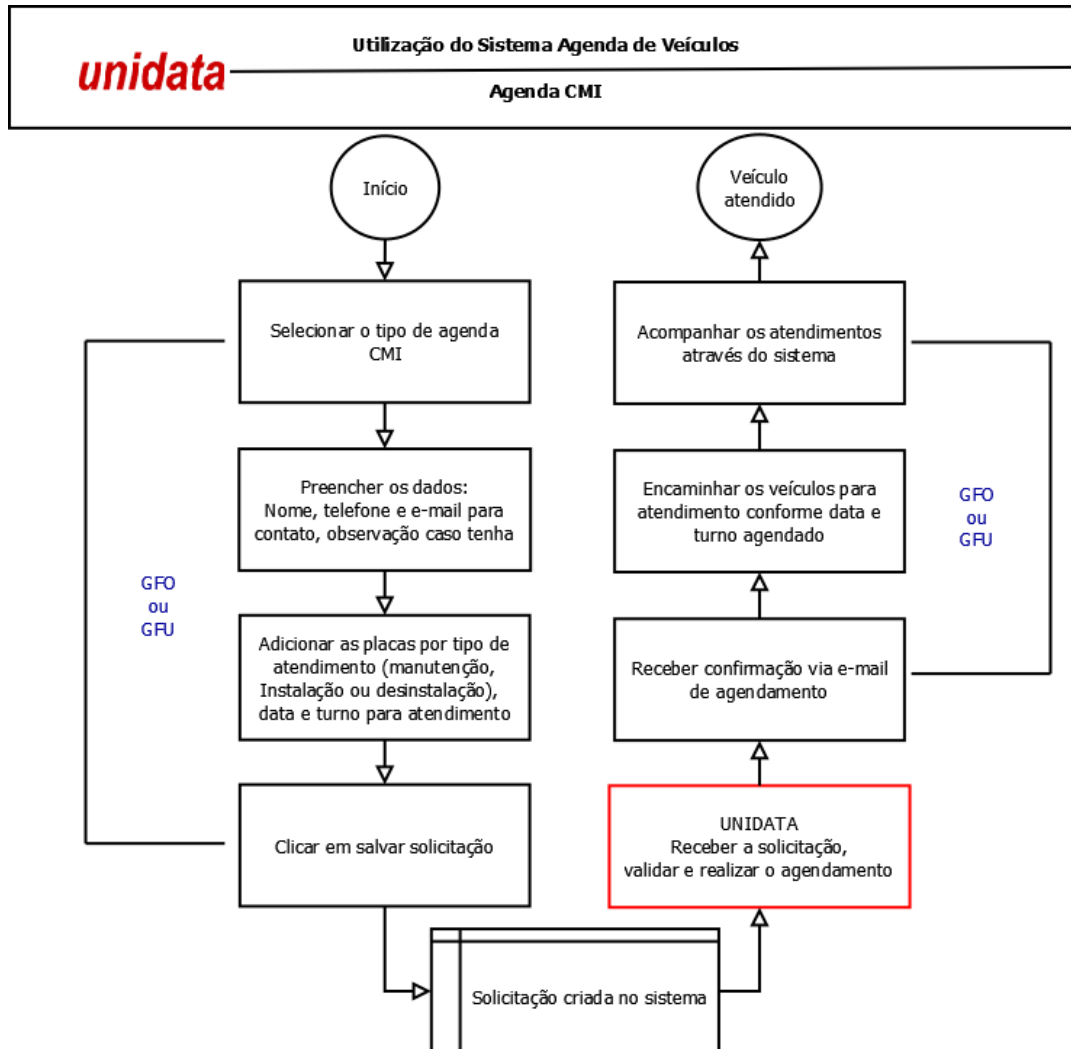 Utilização do Sistema Agenda de Veículos
unidata
Agenda CMI
Início
Selecionar o tipo de agenda
CMI
Preencher os dados:
Nome, telefone e e-mail para
contato, observação caso tenha
GFO
ou
GFU
Adicionar as placas por tipo de
atendimento (manutenção,
Instalação ou desinstalação),
data e turno para atendimento
Clicar em salvar solicitação
Solicitação criada no sistema
UNIDATA
Receber a solicitação,
validar e realizar o agendamento
Receber confirmação via e-mail
de agendamento
Encaminhar os veículos para
atendimento conforme data e
turno agendado
GFO
ou
GFU
Acompanhar os atendimentos
através do sistema
Veículo
atendido